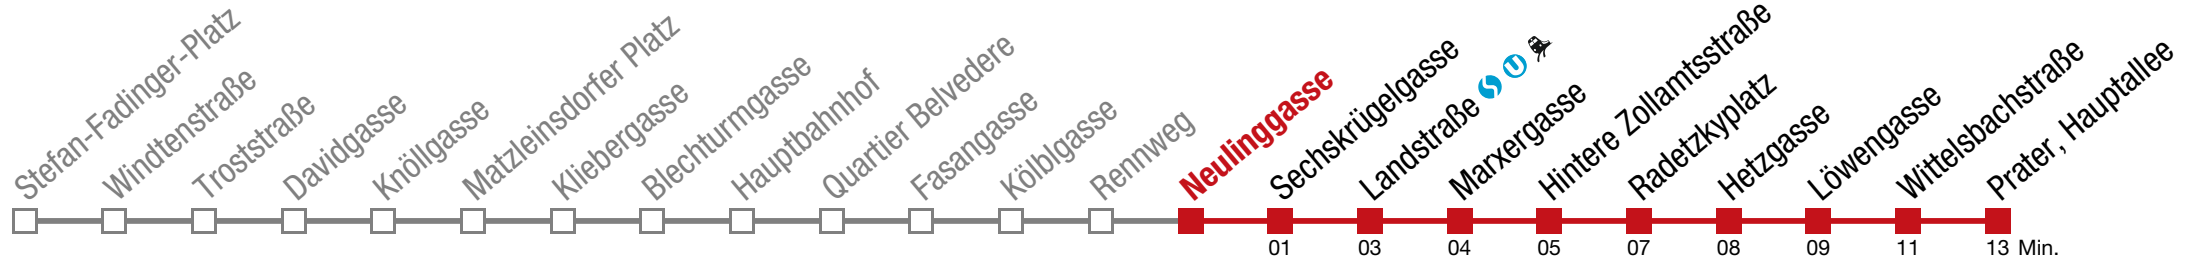 Stefan-Fadinger-Platz
Windtenstraße
Troststraße
Davidgasse
Knöllgasse
Matzleinsdorfer Platz
Kliebergasse
Blechturmgasse
Hauptbahnhof
Quartier Belvedere
Fasangasse
Kölblgasse
Rennweg
Neulinggasse
Sechskrügelgasse
Landstraße
Marxergasse
Hintere Zollamtsstraße
Radetzkyplatz
Hetzgasse
Löwengasse
Wittelsbachstraße
Prater, Hauptallee
01 03 04 05 07 08 09 11 13 Min.